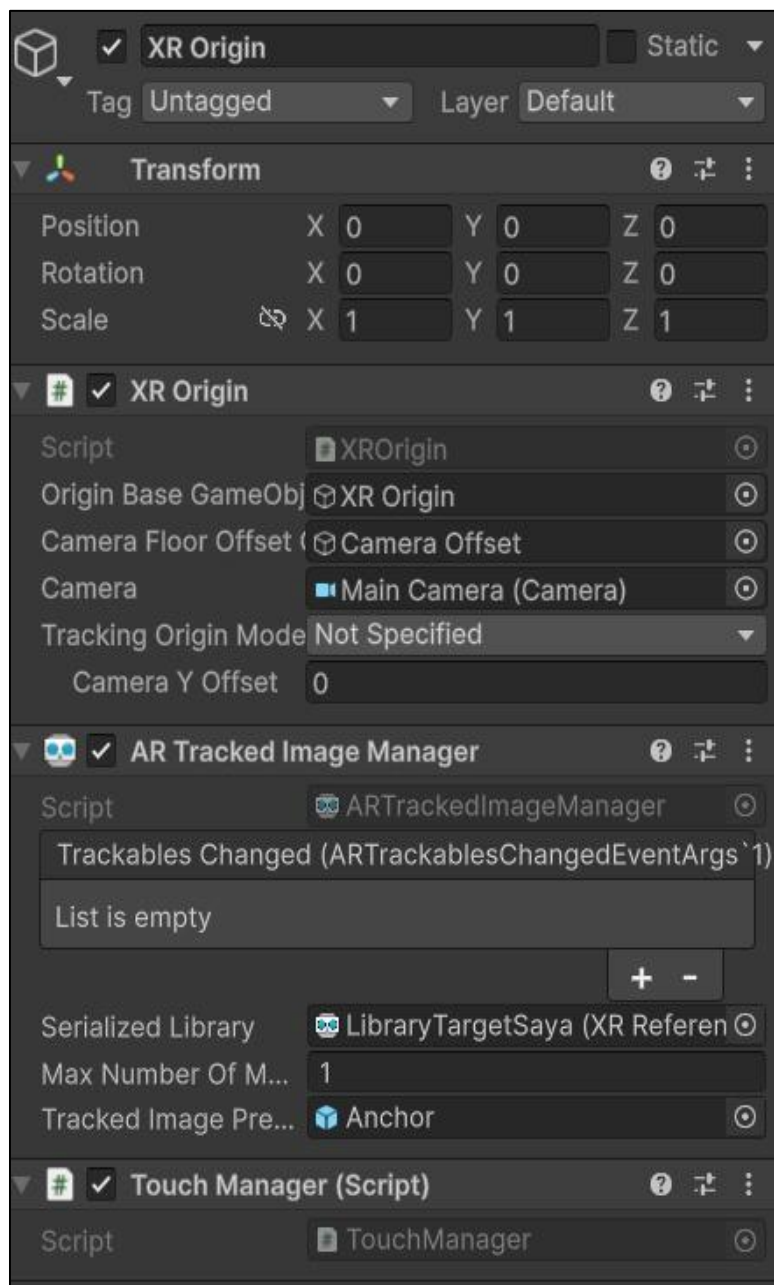 XR Origin Static
Tag Untagged Layer Default
Transform
Position X 0 Y 0 Z 0
Rotation X 0 Y 0 Z 0
Scale X 1 Y 1 Z 1
# XR Origin
Script # XROrigin
Origin Base GameObj XR Origin
Camera Floor Offset ( Camera Offset
Camera Main Camera (Camera)
Tracking Origin Mode Not Specified
Camera Y Offset 0
AR Tracked Image Manager
Script ARTrackedImageManager
Trackables Changed (ARTrackablesChangedEventArgs`1)
List is empty
+ -
Serialized Library LibraryTargetSaya (XR Referen
Max Number Of M... 1
Tracked Image Pre... Anchor
# Touch Manager (Script)
Script # TouchManager